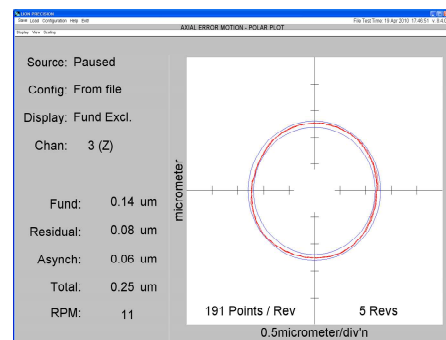 LION PRECISION
Save Load Configuration Help Exit
File Test Time: 19 Apr 2010 17:46:51
AXIAL ERROR MOTION - POLAR PLOT
Display View Scaling
Source: Paused
Config: From file
Display: Fund Excl.
Chan: 3 (Z)
Fund: 0.14 um
Residual: 0.08 um
Asynch: 0.06 um
Total: 0.25 um
RPM: 11
micrometer
191 Points / Rev
5 Revs
0.5micrometer/div'n